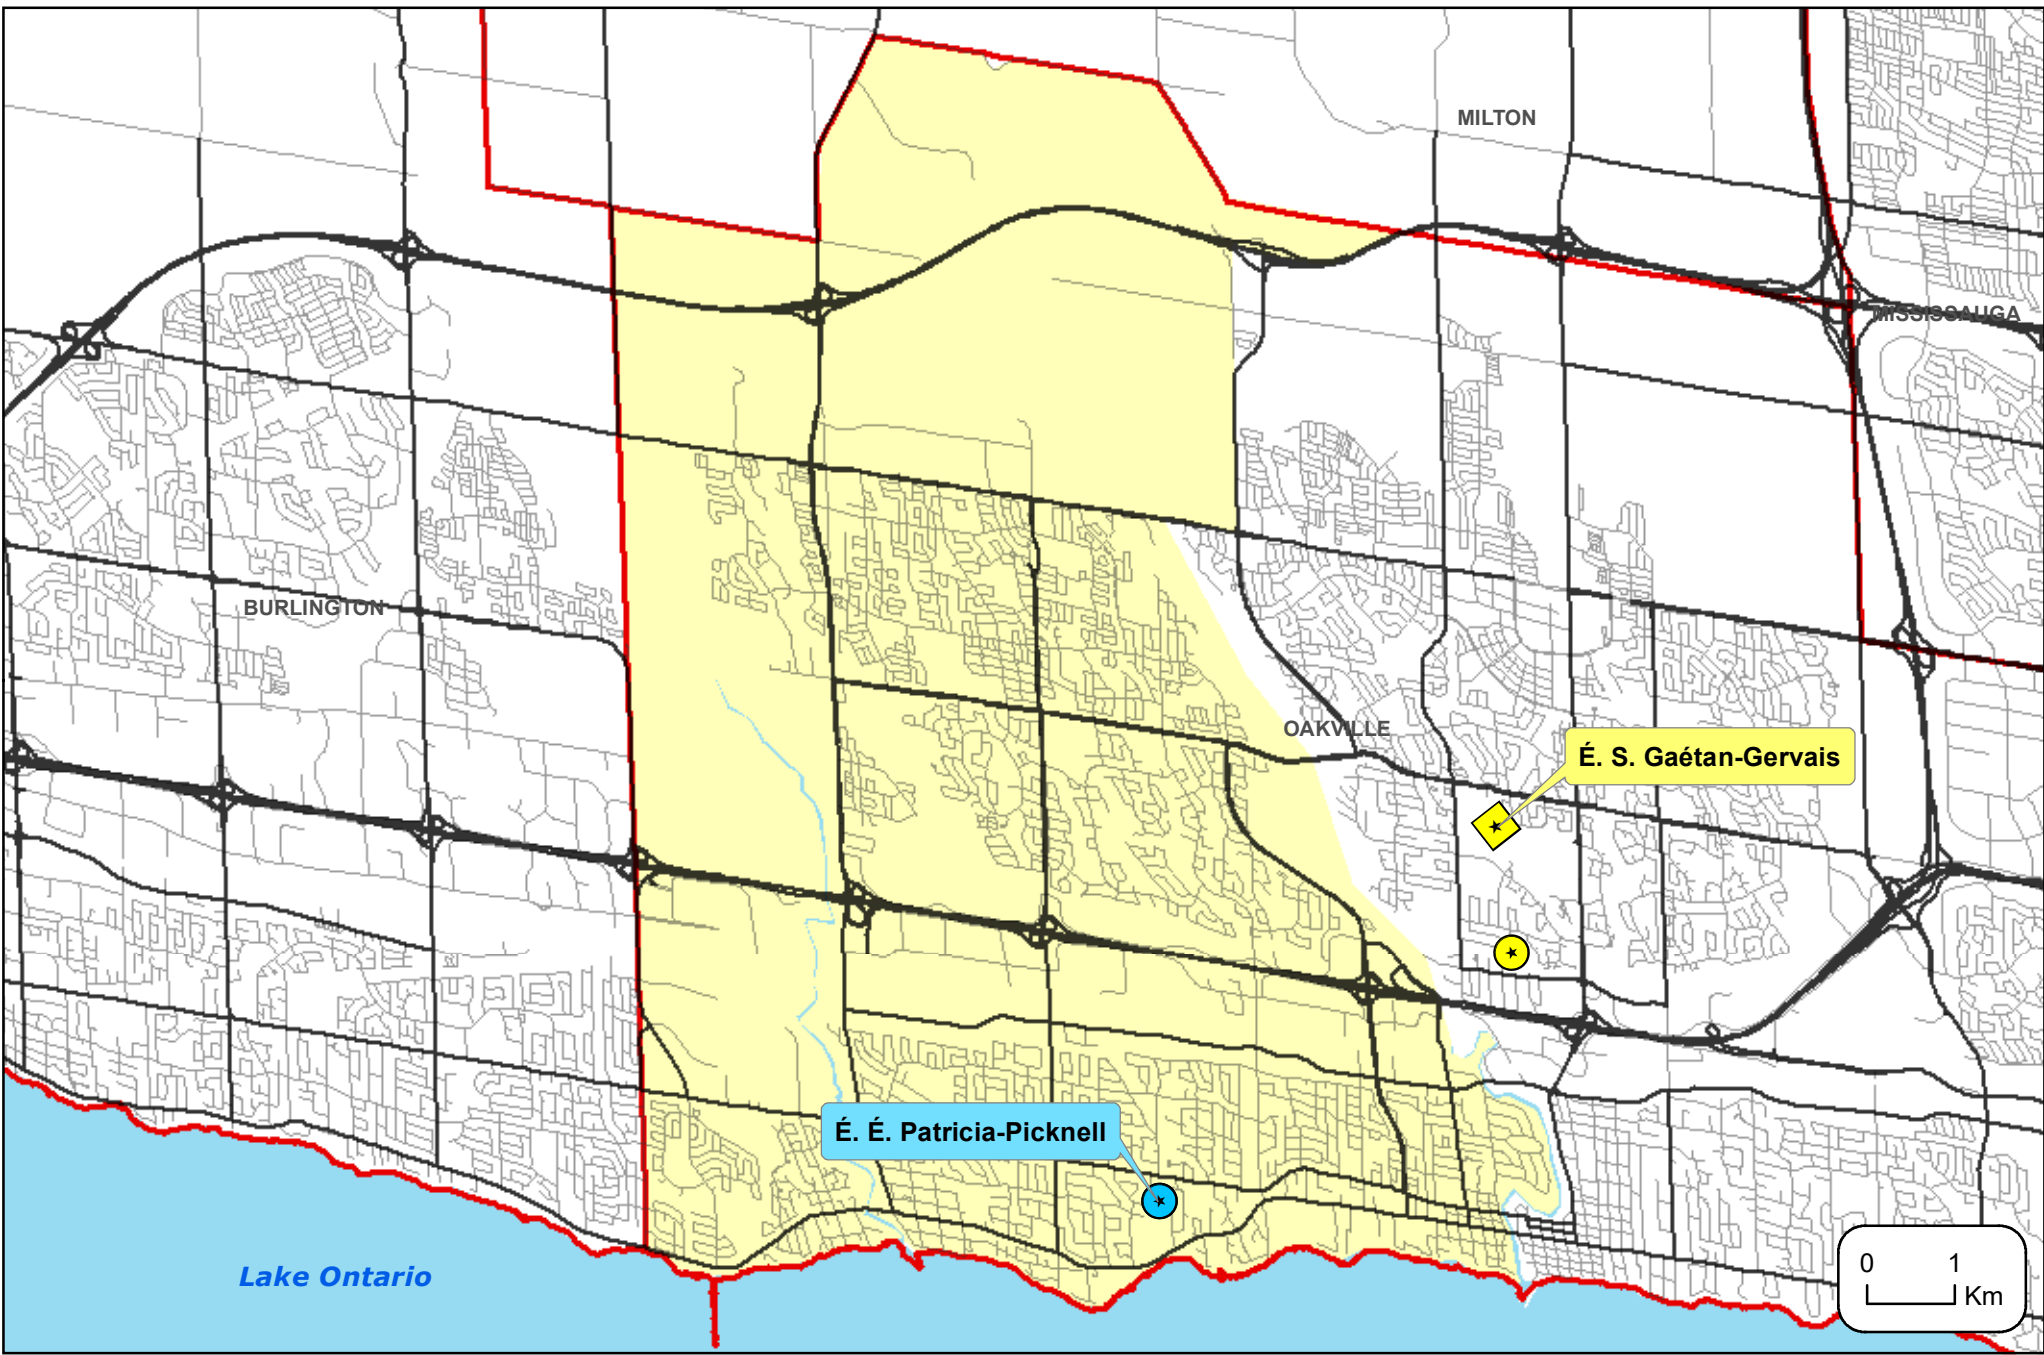 MILTON
MISSISSAUGA
BURLINGTON
OAKVILLE
É. S. Gaétan-Gervais
É. É. Patricia-Picknell
Lake Ontario
0 1
Km